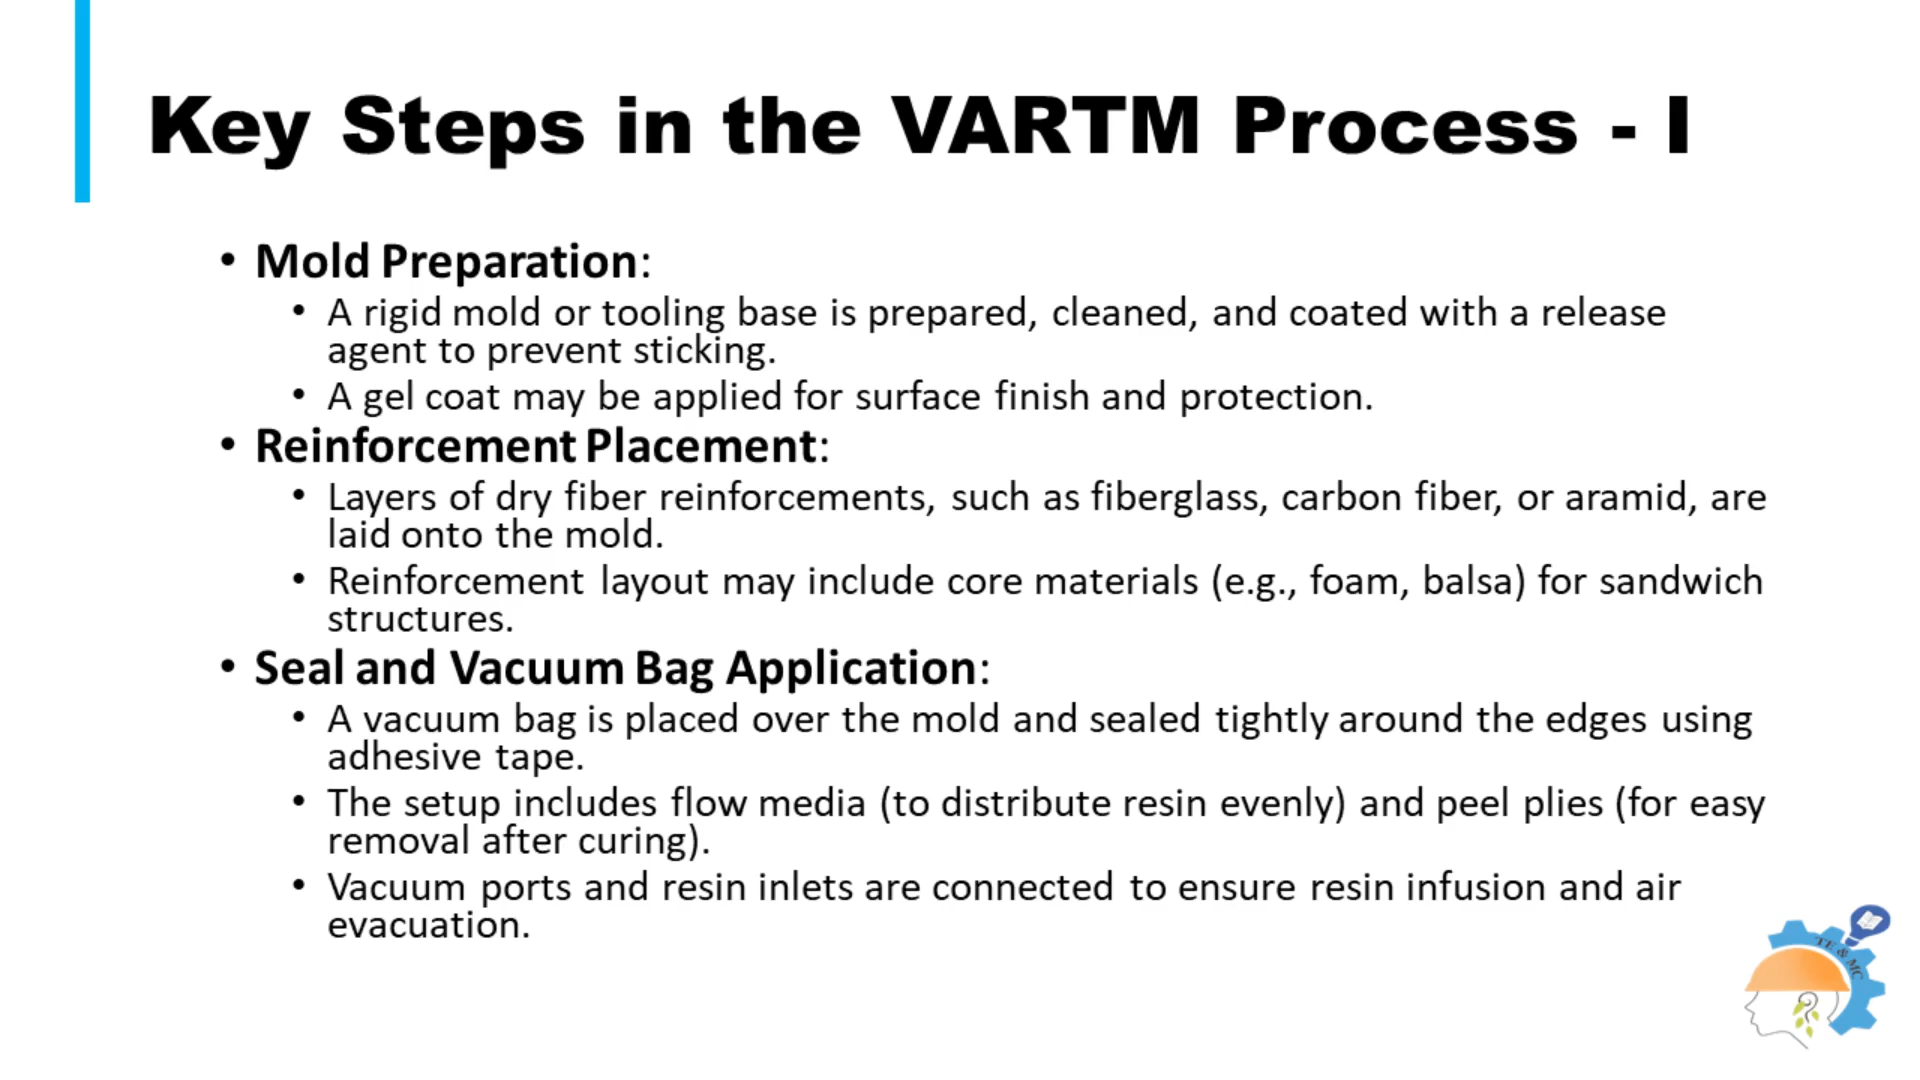 Key Steps in the VARTM Process - I
• Mold Preparation:
• A rigid mold or tooling base is prepared, cleaned, and coated with a release
agent to prevent sticking.
• A gel coat may be applied for surface finish and protection.
• Reinforcement Placement:
• Layers of dry fiber reinforcements, such as fiberglass, carbon fiber, or aramid, are
laid onto the mold.
• Reinforcement layout may include core materials (e.g., foam, balsa) for sandwich
structures.
• Seal and Vacuum Bag Application:
• A vacuum bag is placed over the mold and sealed tightly around the edges using
adhesive tape.
• The setup includes flow media (to distribute resin evenly) and peel plies (for easy
removal after curing).
• Vacuum ports and resin inlets are connected to ensure resin infusion and air
evacuation.
TE & MC